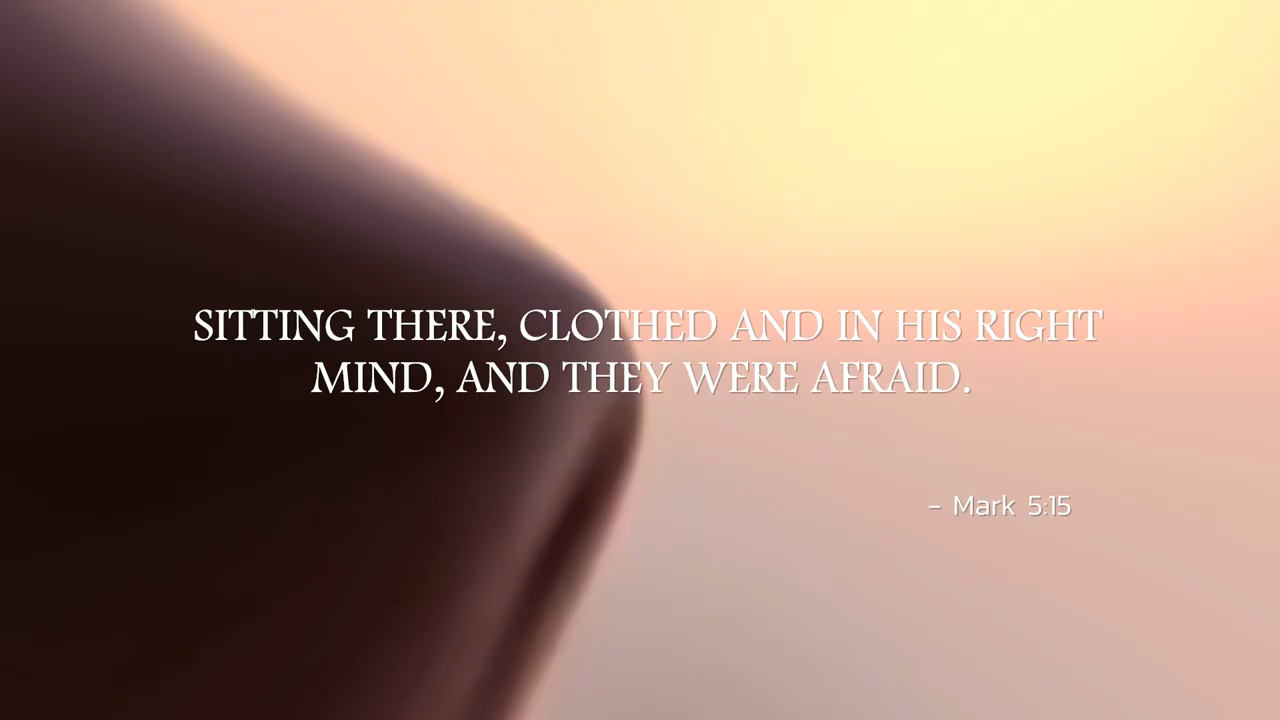 SITTING THERE, CLOTHED AND IN HIS RIGHT
MIND, AND THEY WERE AFRAID.
– Mark 5:15